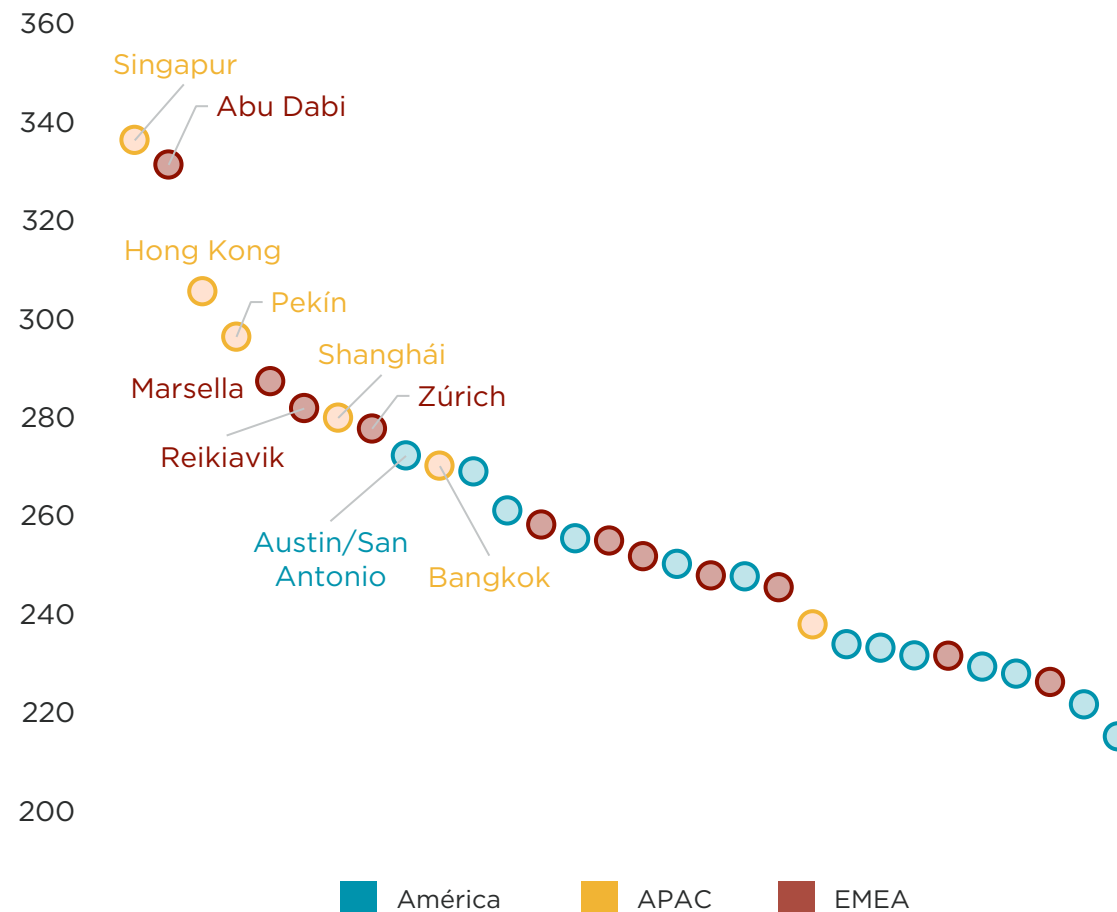 360
Singapur
Abu Dabi
340
320
Hong Kong
Pekín
300
Shanghái
Marsella
Zúrich
280
Reikiavik
260
Austin/San
Antonio
Bangkok
240
220
200
América
APAC
EMEA